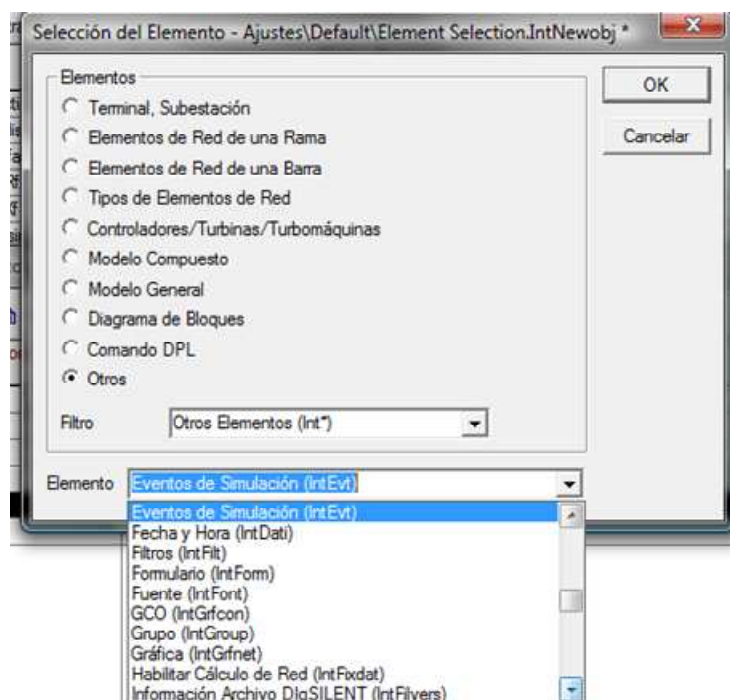 Selección del Elemento - Ajustes\Default\Element Selection.IntNewobj *
Elementos
Terminal, Subestación
Elementos de Red de una Rama
Elementos de Red de una Barra
Tipos de Elementos de Red
Controladores/Turbinas/Turbomáquinas
Modelo Compuesto
Modelo General
Diagrama de Bloques
Comando DPL
Otros
Filtro Otros Elementos (Int*)
OK
Cancelar
Elemento Eventos de Simulación (IntEvt)
Eventos de Simulación (IntEvt)
Fecha y Hora (IntDati)
Filtros (IntFilt)
Formulario (IntForm)
Fuente (IntFont)
GCO (IntGrfcon)
Grupo (IntGroup)
Gráfica (IntGrfnet)
Habilitar Cálculo de Red (IntFixdat)
Información Archivo DIgSILENT (IntFilvers)